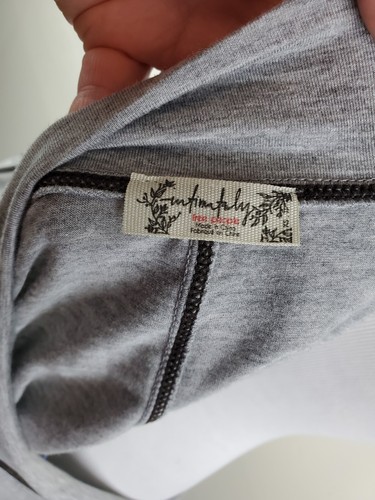 intimately
free people
Made in China
Fabriqué en Chine